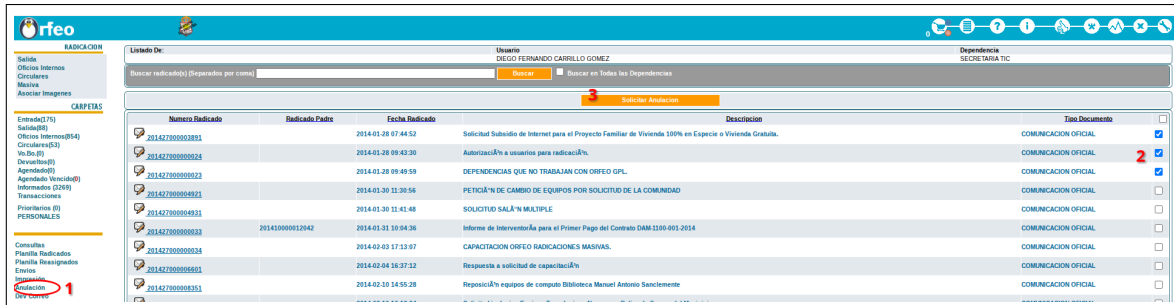 Orfeo
0
RADICACION
Salida
Oficios Internos
Circulares
Masiva
Asociar Imagenes
CARPETAS
Entrada(175)
Salida(88)
Oficios Internos(854)
Circulares(53)
Vo.Bo.(0)
Devueltos(0)
Agendado(0)
Agendado Vencido(0)
Informados (3269)
Transacciones
Prioritarios (0)
PERSONALES
Consultas
Planilla Radicados
Planilla Reasignados
Envios
Impresión
Anulación 1
Dev Correo
Listado De: Usuario Dependencia
DIEGO FERNANDO CARRILLO GOMEZ SECRETARIA TIC
Buscar radicado(s) (Separados por coma) Buscar Buscar en Todas las Dependencias
3 Solicitar Anulacion
Numero Radicado Radicado Padre Fecha Radicado Descripcion Tipo Documento
201427000003891 2014-01-28 07:44:52 Solicitud Subsidio de Internet para el Proyecto Familiar de Vivienda 100% en Especie o Vivienda Gratuita. COMUNICACION OFICIAL
201427000000024 2014-01-28 09:43:30 AutorizaciÃ³n a usuarios para radicaciÃ³n. COMUNICACION OFICIAL 2
201427000000023 2014-01-28 09:49:59 DEPENDENCIAS QUE NO TRABAJAN CON ORFEO GPL. COMUNICACION OFICIAL
201427000004921 2014-01-30 11:30:56 PETICIÃ“N DE CAMBIO DE EQUIPOS POR SOLICITUD DE LA COMUNIDAD COMUNICACION OFICIAL
201427000004931 2014-01-30 11:41:48 SOLICITUD SALÃ“N MULTIPLE COMUNICACION OFICIAL
201427000000033 201410000012042 2014-01-31 10:04:36 Informe de InterventorÃ­a para el Primer Pago del Contrato DAM-1100-001-2014 COMUNICACION OFICIAL
201427000000034 2014-02-03 17:13:07 CAPACITACION ORFEO RADICACIONES MASIVAS. COMUNICACION OFICIAL
201427000006601 2014-02-04 16:37:12 Respuesta a solicitud de capacitaciÃ³n COMUNICACION OFICIAL
201427000008351 2014-02-10 14:55:28 ReposiciÃ³n equipos de computo Biblioteca Manuel Antonio Sanclemente COMUNICACION OFICIAL